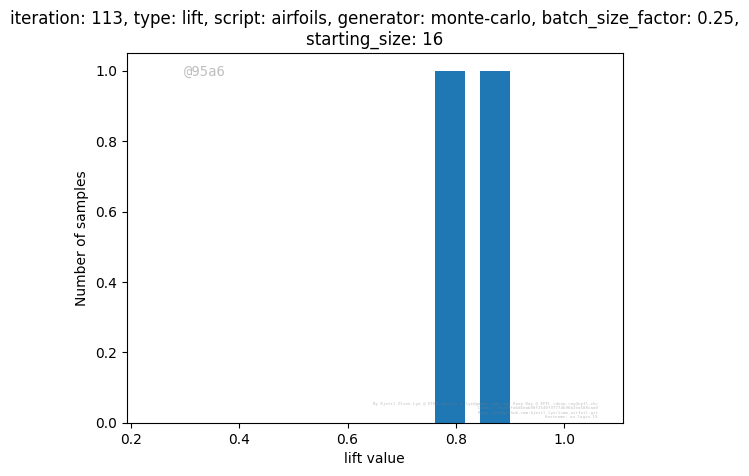 iteration: 113, type: lift, script: airfoils, generator: monte-carlo, batch_size_factor: 0.25,
starting_size: 16
@95a6
1.0
0.8
0.6
0.4
0.2
0.0
Number of samples
0.2 0.4 0.6 0.8 1.0
lift value